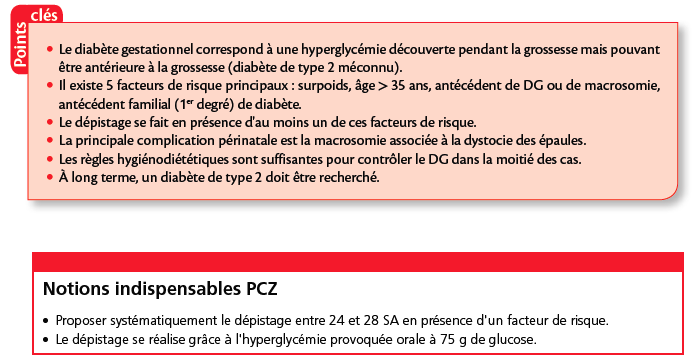 Points clés
• Le diabète gestationnel correspond à une hyperglycémie découverte pendant la grossesse mais pouvant
être antérieure à la grossesse (diabète de type 2 méconnu).
• Il existe 5 facteurs de risque principaux : surpoids, âge > 35 ans, antécédent de DG ou de macrosomie,
antécédent familial (1er degré) de diabète.
• Le dépistage se fait en présence d'au moins un de ces facteurs de risque.
• La principale complication périnatale est la macrosomie associée à la dystocie des épaules.
• Les règles hygiénodiététiques sont suffisantes pour contrôler le DG dans la moitié des cas.
• À long terme, un diabète de type 2 doit être recherché.
Notions indispensables PCZ
• Proposer systématiquement le dépistage entre 24 et 28 SA en présence d'un facteur de risque.
• Le dépistage se réalise grâce à l'hyperglycémie provoquée orale à 75 g de glucose.